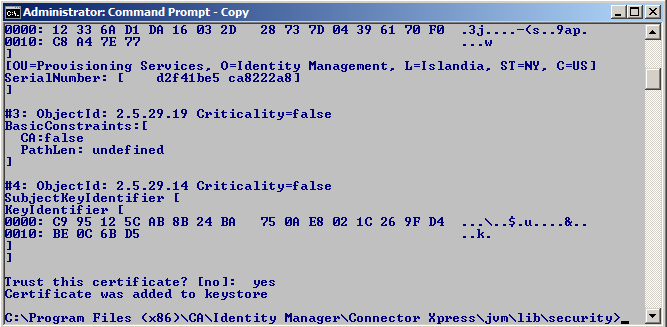 Administrator: Command Prompt - Copy
0000: 12 33 6A D1 DA 16 03 2D   28 73 7D 04 39 61 70 F0  .3j....-(s..9ap.
0010: C8 A4 7E 77                                        ...w
]
[OU=Provisioning Services, O=Identity Management, L=Islandia, ST=NY, C=US]
SerialNumber: [    d2f41be5 ca8222a8]
]
#3: ObjectId: 2.5.29.19 Criticality=false
BasicConstraints:[
  CA:false
  PathLen: undefined
]
#4: ObjectId: 2.5.29.14 Criticality=false
SubjectKeyIdentifier [
KeyIdentifier [
0000: C9 95 12 5C AB 8B 24 BA   75 0A E8 02 1C 26 9F D4  ...\..$.u....&..
0010: BE 0C 6B D5                                        ..k.
]
]
Trust this certificate? [no]:  yes
Certificate was added to keystore
C:\Program Files (x86)\CA\Identity Manager\Connector Xpress\jvm\lib\security>_